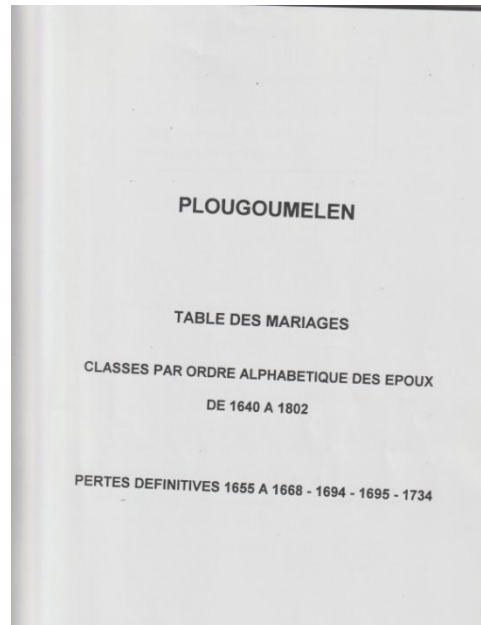 PLOUGOUMELEN
TABLE DES MARIAGES
CLASSES PAR ORDRE ALPHABETIQUE DES EPOUX
DE 1640 A 1802
PERTES DEFINITIVES 1655 A 1668 - 1694 - 1695 - 1734